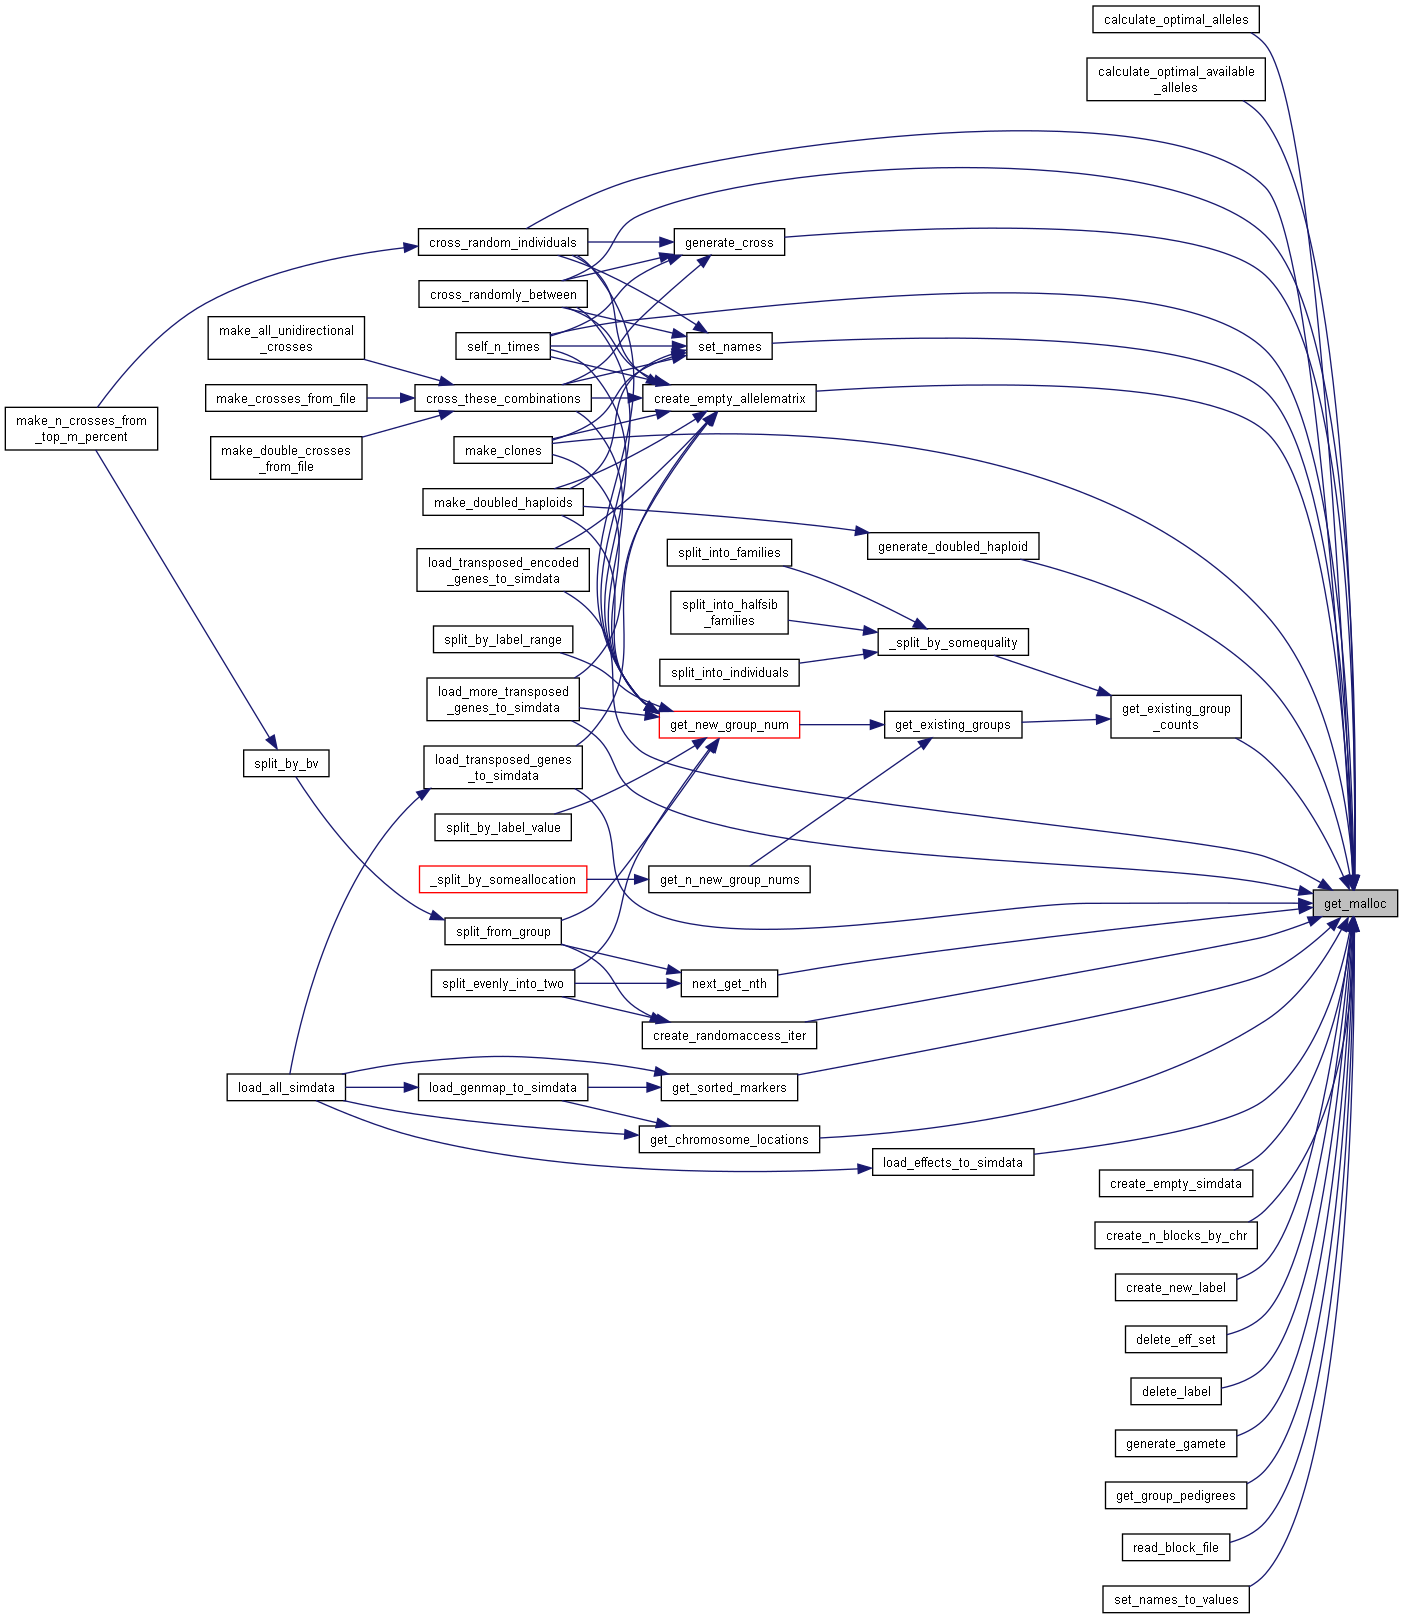 calculate_optimal_alleles
calculate_optimal_available
_alleles
cross_random_individuals
generate_cross
cross_randomly_between
make_all_unidirectional
_crosses
self_n_times
set_names
make_crosses_from_file
cross_these_combinations
create_empty_allelematrix
make_n_crosses_from
_top_m_percent
make_double_crosses
_from_file
make_clones
make_doubled_haploids
generate_doubled_haploid
load_transposed_encoded
_genes_to_simdata
split_into_families
split_into_halfsib
_families
split_by_label_range
_split_by_somequality
split_into_individuals
load_more_transposed
_genes_to_simdata
get_new_group_num
get_existing_groups
get_existing_group
_counts
split_by_bv
load_transposed_genes
_to_simdata
split_by_label_value
_split_by_someallocation
get_n_new_group_nums
get_malloc
split_from_group
split_evenly_into_two
next_get_nth
create_randomaccess_iter
load_all_simdata
load_genmap_to_simdata
get_sorted_markers
get_chromosome_locations
load_effects_to_simdata
create_empty_simdata
create_n_blocks_by_chr
create_new_label
delete_eff_set
delete_label
generate_gamete
get_group_pedigrees
read_block_file
set_names_to_values